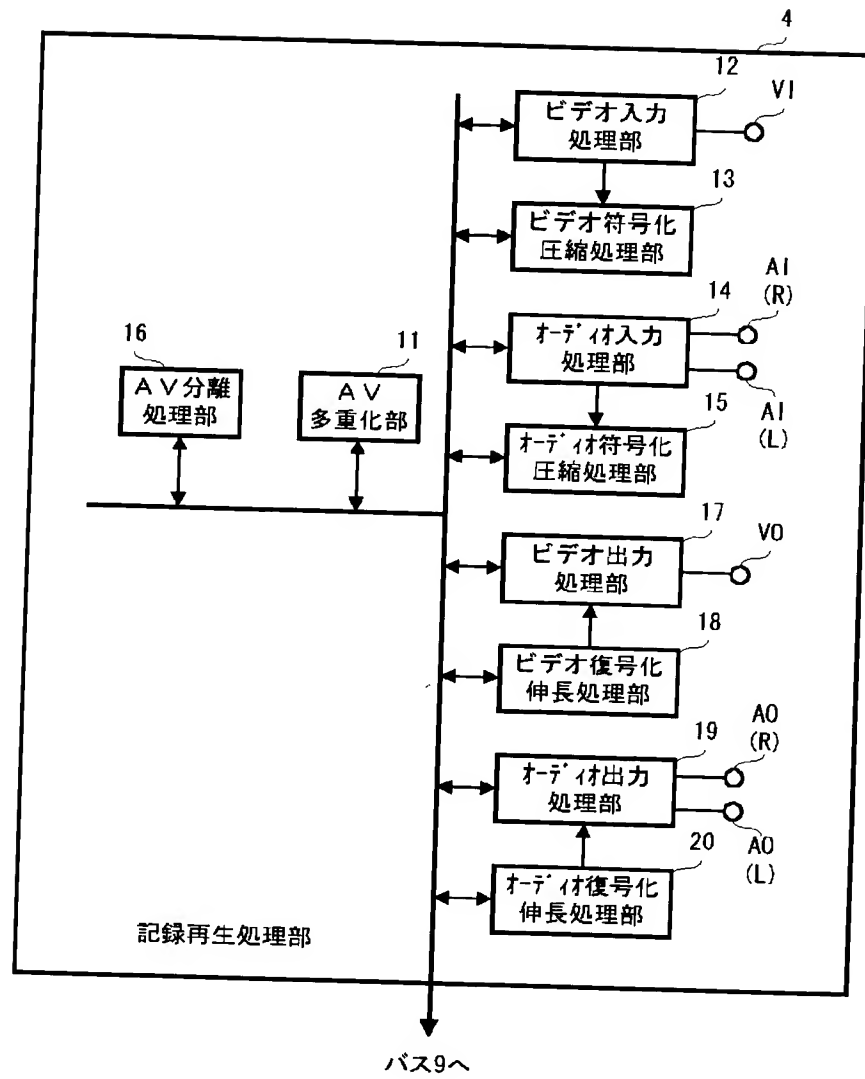 4
12
ビデオ入力
処理部
VI
13
ビデオ符号化
圧縮処理部
14
オーディオ入力
処理部
AI
(R)
AI
(L)
15
オーディオ符号化
圧縮処理部
16
AV分離
処理部
11
AV
多重化部
17
ビデオ出力
処理部
VO
18
ビデオ復号化
伸長処理部
19
オーディオ出力
処理部
AO
(R)
AO
(L)
20
オーディオ復号化
伸長処理部
記録再生処理部
バス9へ